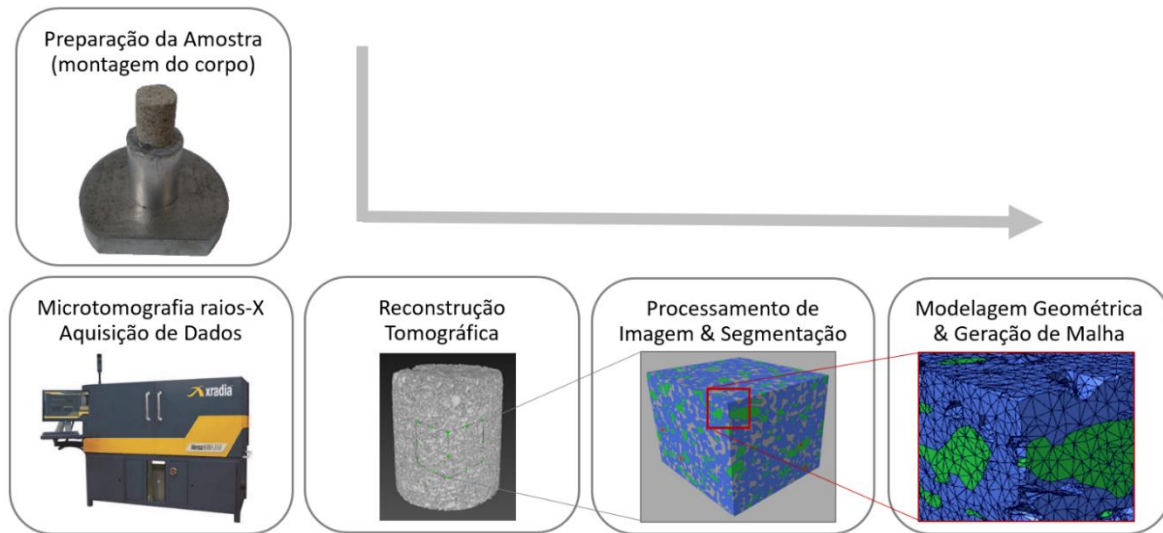 Preparação da Amostra
(montagem do corpo)
Microtomografia raios-X
Aquisição de Dados
xradia
Reconstrução
Tomográfica
Processamento de
Imagem & Segmentação
Modelagem Geométrica
& Geração de Malha